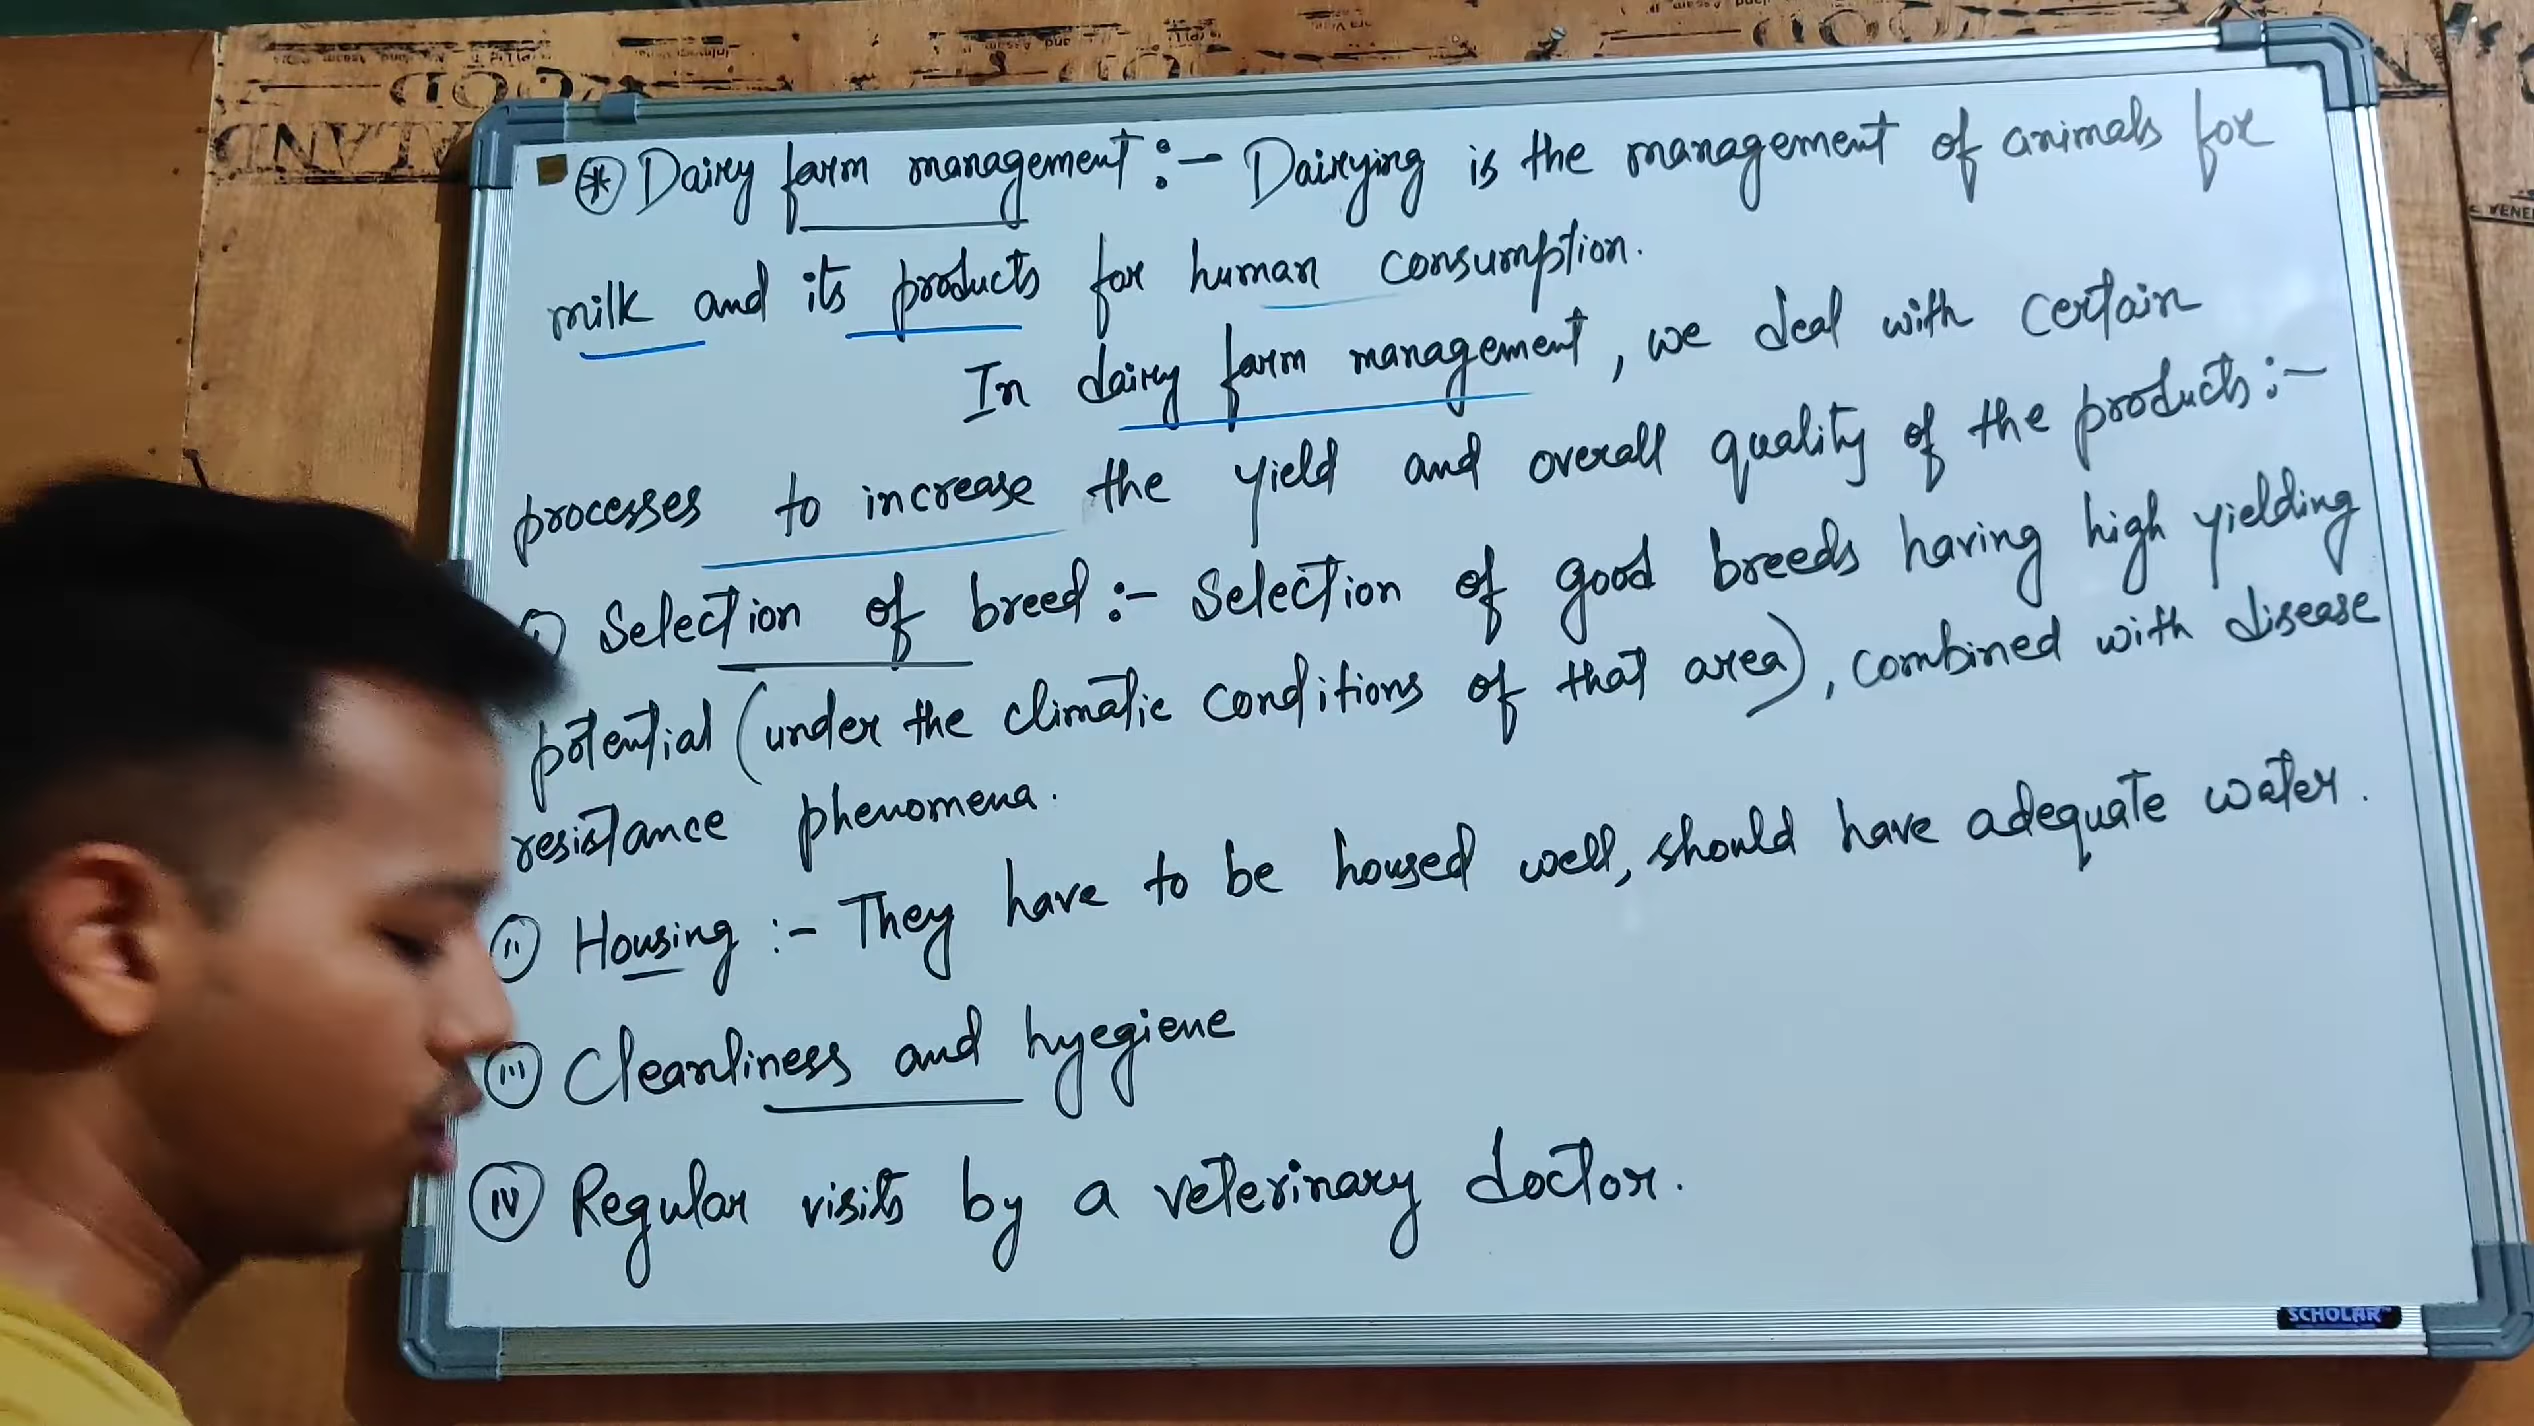 ⊛ Dairy farm management :- Dairying is the management of animals for
milk and its products for human consumption.
In dairy farm management, we deal with certain
processes to increase the yield and overall quality of the products :-
Selection of breed :- Selection of good breeds having high yielding
potential (under the climatic conditions of that area), combined with disease
resistance phenomena.
(II) Housing :- They have to be housed well, should have adequate water.
(III) Cleanliness and hyegiene
(IV) Regular visits by a veterinary doctor.
SCHOLAR